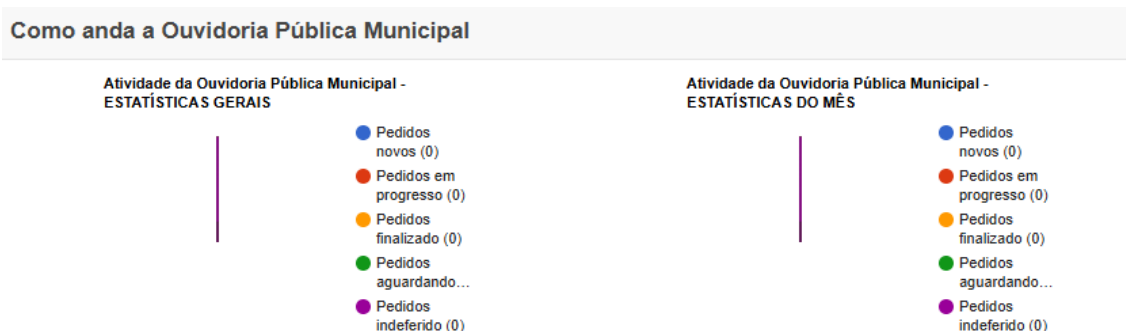 Como anda a Ouvidoria Pública Municipal
Atividade da Ouvidoria Pública Municipal -
ESTATÍSTICAS GERAIS
Pedidos
novos (0)
Pedidos em
progresso (0)
Pedidos
finalizado (0)
Pedidos
aguardando…
Pedidos
indeferido (0)
Atividade da Ouvidoria Pública Municipal -
ESTATÍSTICAS DO MÊS
Pedidos
novos (0)
Pedidos em
progresso (0)
Pedidos
finalizado (0)
Pedidos
aguardando…
Pedidos
indeferido (0)